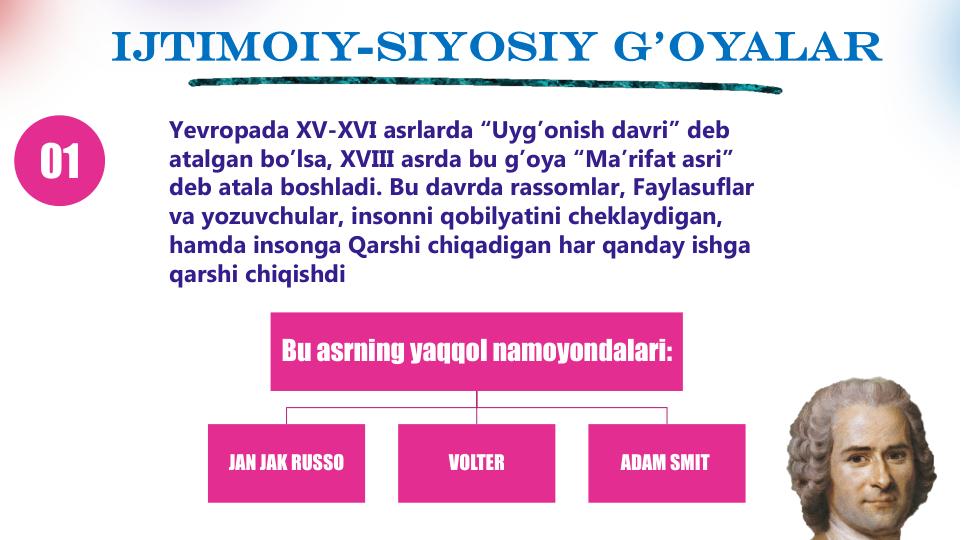 IJTIMOIY-SIYOSIY G’OYALAR
01
Yevropada XV-XVI asrlarda “Uyg’onish davri” deb
atalgan bo’lsa, XVIII asrda bu g’oya “Ma’rifat asri”
deb atala boshladi. Bu davrda rassomlar, Faylasuflar
va yozuvchular, insonni qobilyatini cheklaydigan,
hamda insonga Qarshi chiqadigan har qanday ishga
qarshi chiqishdi
Bu asrning yaqqol namoyondalari:
JAN JAK RUSSO
VOLTER
ADAM SMIT